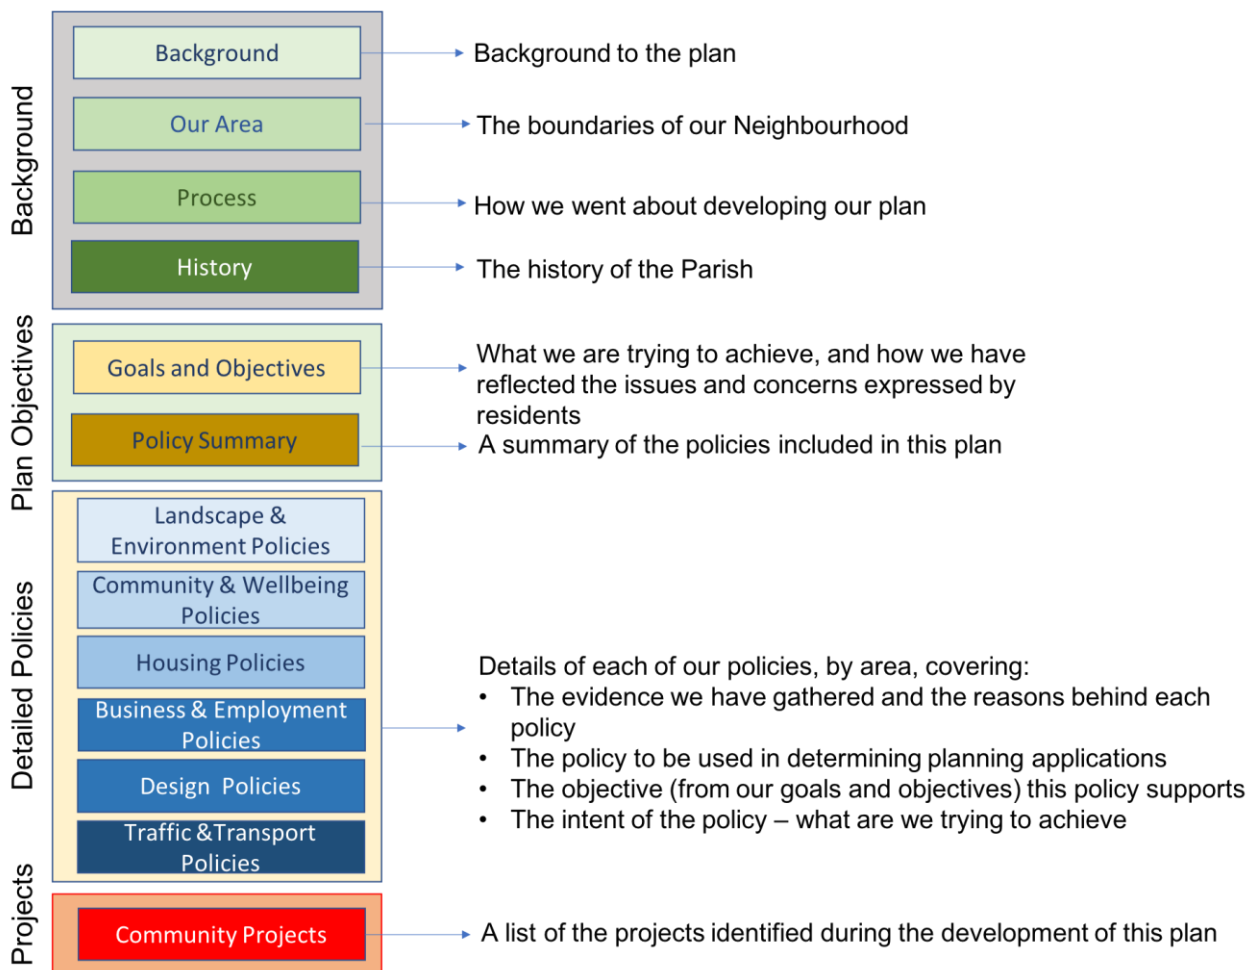 Background
Background
Background to the plan
Our Area
The boundaries of our Neighbourhood
Process
How we went about developing our plan
History
The history of the Parish
Plan Objectives
Goals and Objectives
What we are trying to achieve, and how we have
reflected the issues and concerns expressed by
residents
Policy Summary
A summary of the policies included in this plan
Detailed Policies
Landscape &
Environment Policies
Community & Wellbeing
Policies
Housing Policies
Business & Employment
Policies
Design  Policies
Traffic &Transport
Policies
Details of each of our policies, by area, covering:
• The evidence we have gathered and the reasons behind each
policy
• The policy to be used in determining planning applications
• The objective (from our goals and objectives) this policy supports
• The intent of the policy – what are we trying to achieve
Projects
Community Projects
A list of the projects identified during the development of this plan